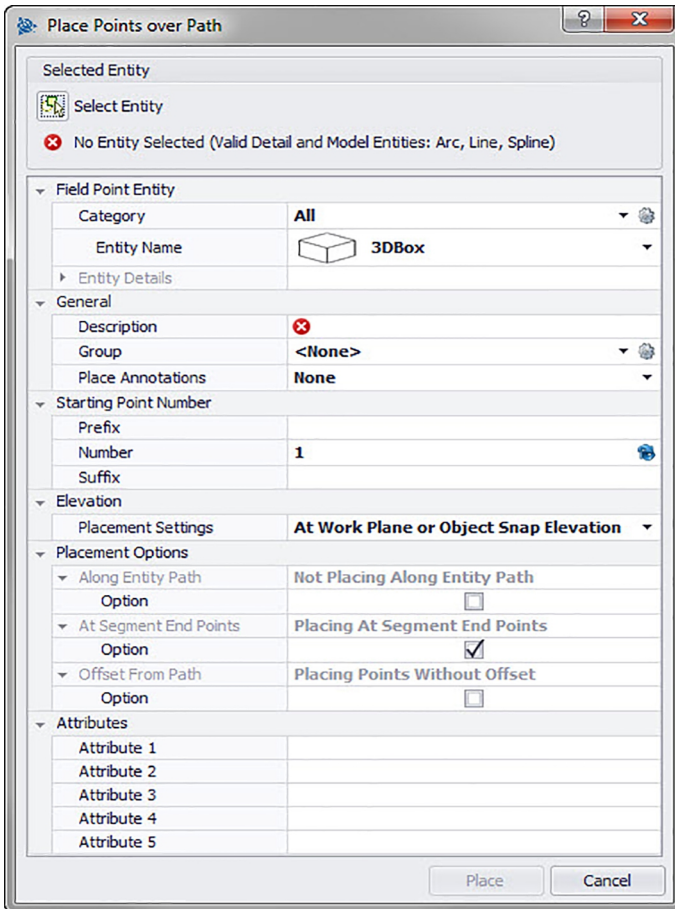 Place Points over Path
?
Selected Entity
Select Entity
No Entity Selected (Valid Detail and Model Entities: Arc, Line, Spline)
Field Point Entity
Category All
Entity Name 3DBox
Entity Details
General
Description
Group <None>
Place Annotations None
Starting Point Number
Prefix
Number 1
Suffix
Elevation
Placement Settings At Work Plane or Object Snap Elevation
Placement Options
Along Entity Path Not Placing Along Entity Path
Option
At Segment End Points Placing At Segment End Points
Option
Offset From Path Placing Points Without Offset
Option
Attributes
Attribute 1
Attribute 2
Attribute 3
Attribute 4
Attribute 5
Place Cancel